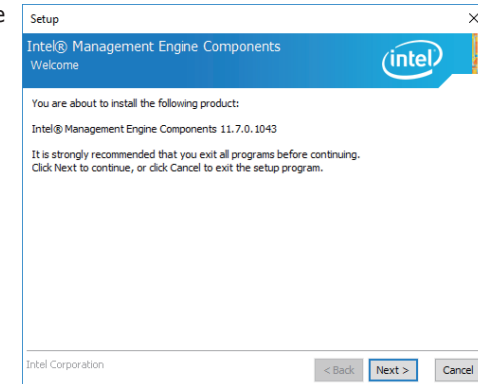 e
Setup
Intel® Management Engine Components
Welcome
intel
You are about to install the following product:
Intel® Management Engine Components 11.7.0.1043
It is strongly recommended that you exit all programs before continuing.
Click Next to continue, or click Cancel to exit the setup program.
Intel Corporation
< Back Next > Cancel